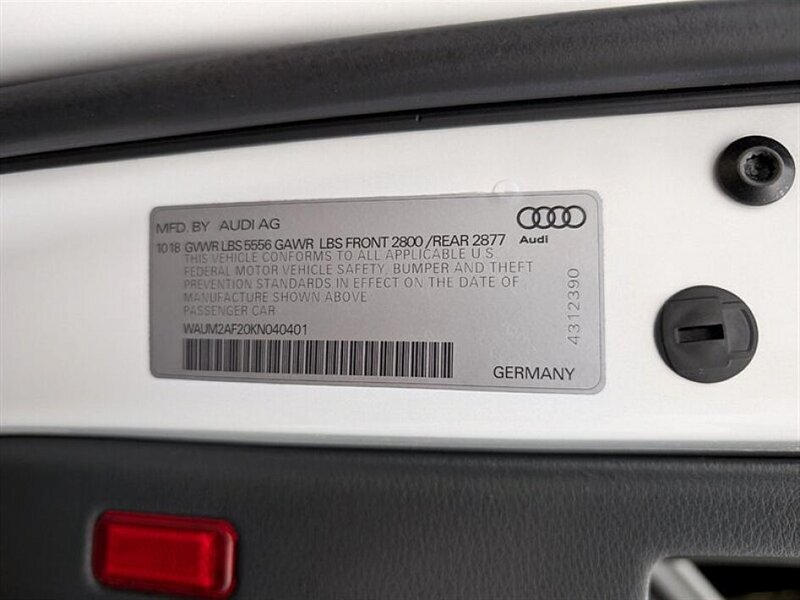 MFD. BY AUDI AG
Audi
10 18 GVWR LBS 5556 GAWR LBS FRONT 2800 /REAR 2877
THIS VEHICLE CONFORMS TO ALL APPLICABLE U S
FEDERAL MOTOR VEHICLE SAFETY, BUMPER AND THEFT
PREVENTION STANDARDS IN EFFECT ON THE DATE OF
MANUFACTURE SHOWN ABOVE
PASSENGER CAR
WAUM2AF20KN040401
4312390
GERMANY